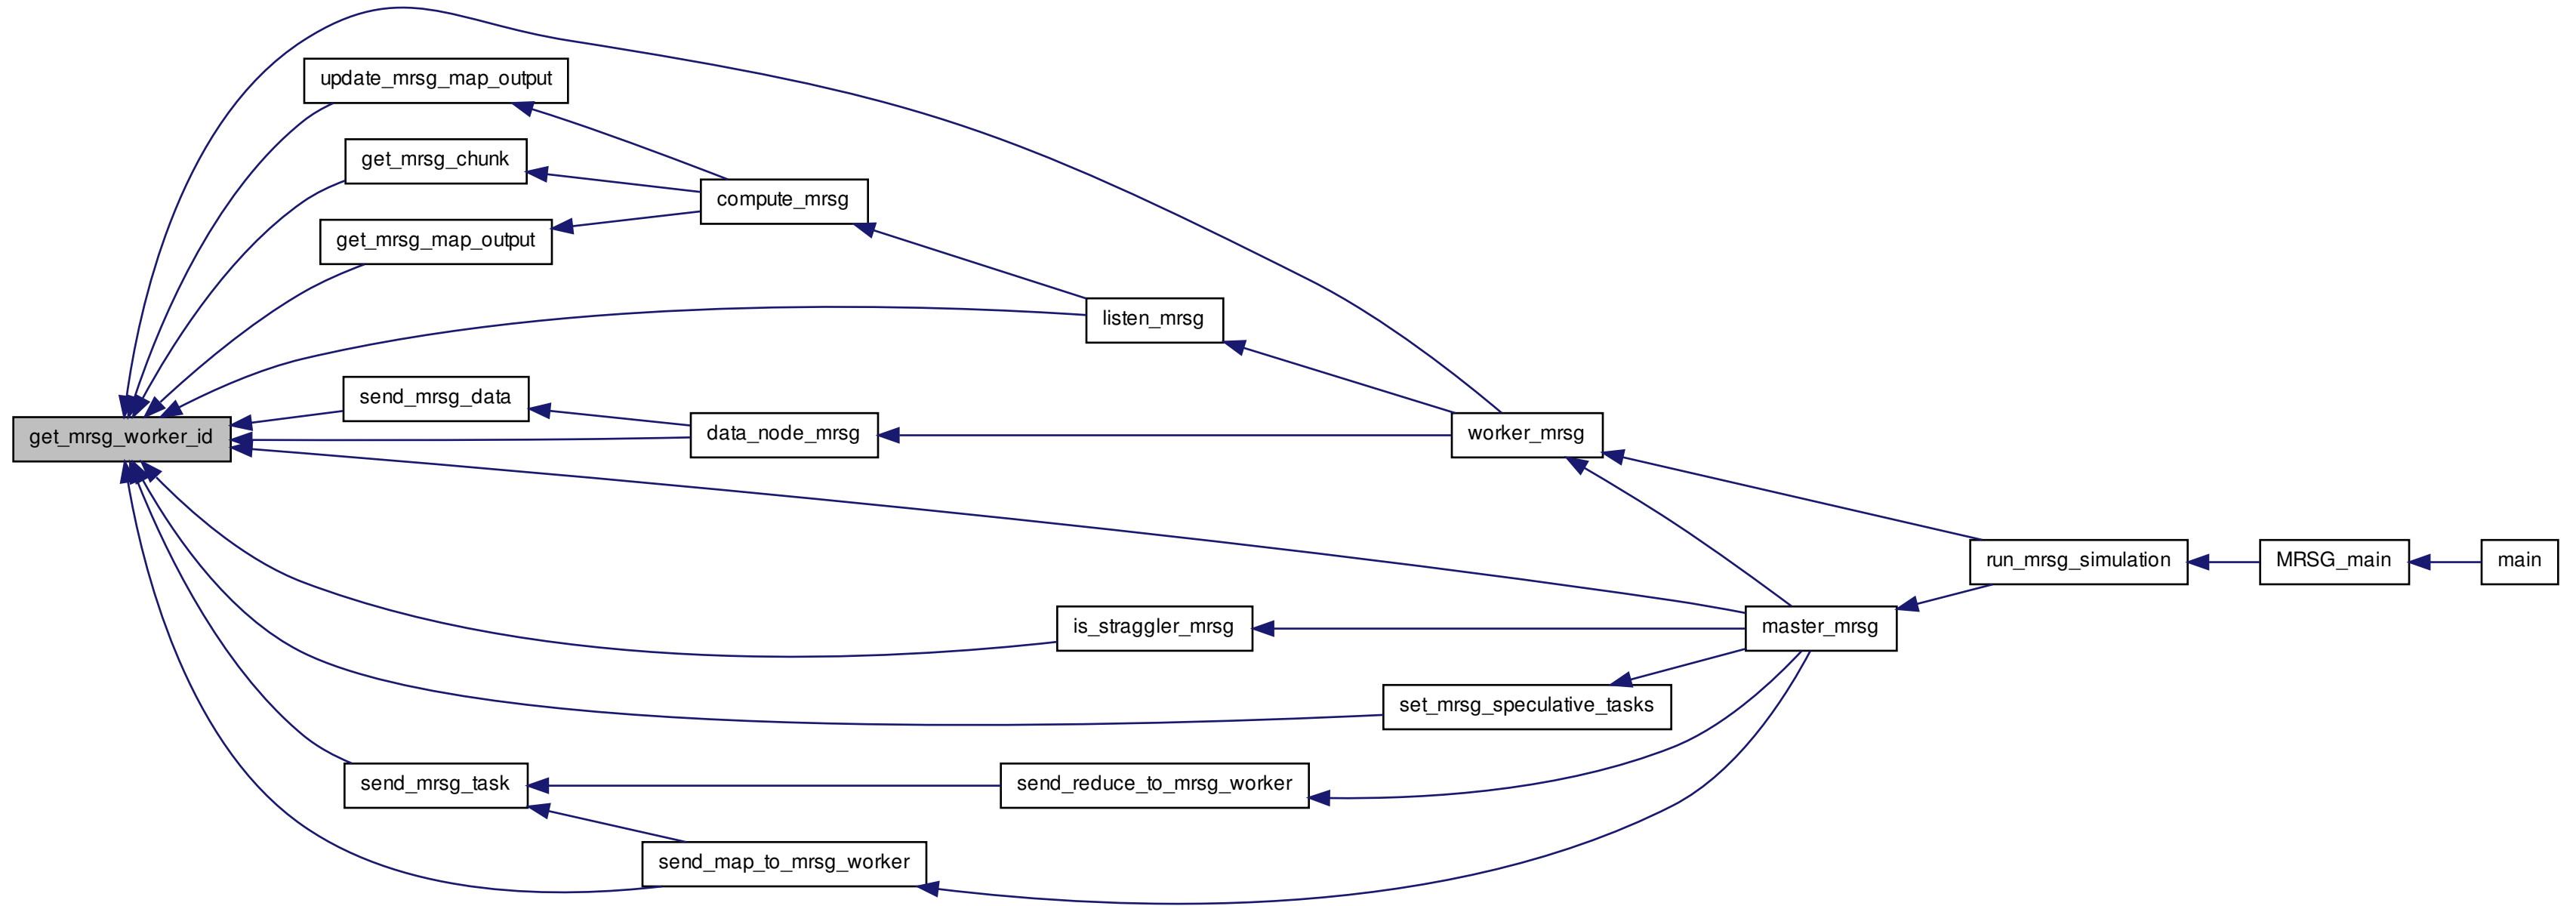 update_mrsg_map_output
get_mrsg_chunk
compute_mrsg
get_mrsg_map_output
listen_mrsg
send_mrsg_data
get_mrsg_worker_id
data_node_mrsg
worker_mrsg
run_mrsg_simulation
MRSG_main
main
is_straggler_mrsg
master_mrsg
set_mrsg_speculative_tasks
send_mrsg_task
send_reduce_to_mrsg_worker
send_map_to_mrsg_worker